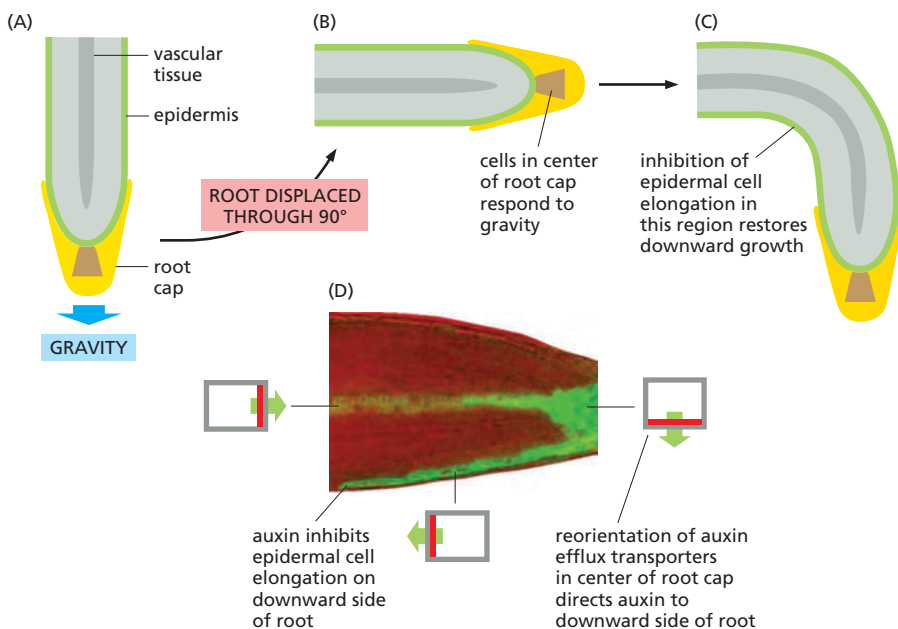 (A)
vascular
tissue
epidermis
root
cap
GRAVITY
ROOT DISPLACED
THROUGH 90°
(B)
cells in center
of root cap
respond to
gravity
(C)
inhibition of
epidermal cell
elongation in
this region restores
downward growth
(D)
auxin inhibits
epidermal cell
elongation on
downward side
of root
reorientation of auxin
efflux transporters
in center of root cap
directs auxin to
downward side of root